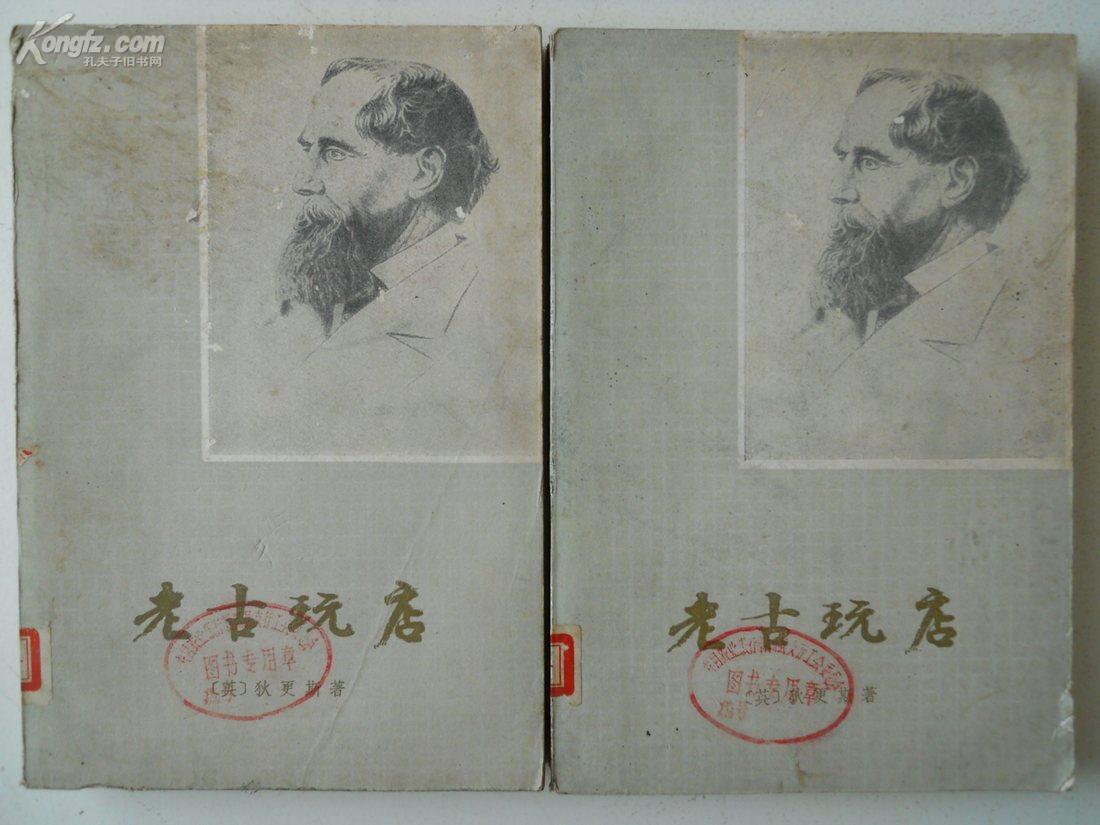 Kongfz.com
孔夫子旧书网
老古玩店
图书专用章
〔英〕狄更斯著
老古玩店
图书专用章
〔英〕狄更斯著